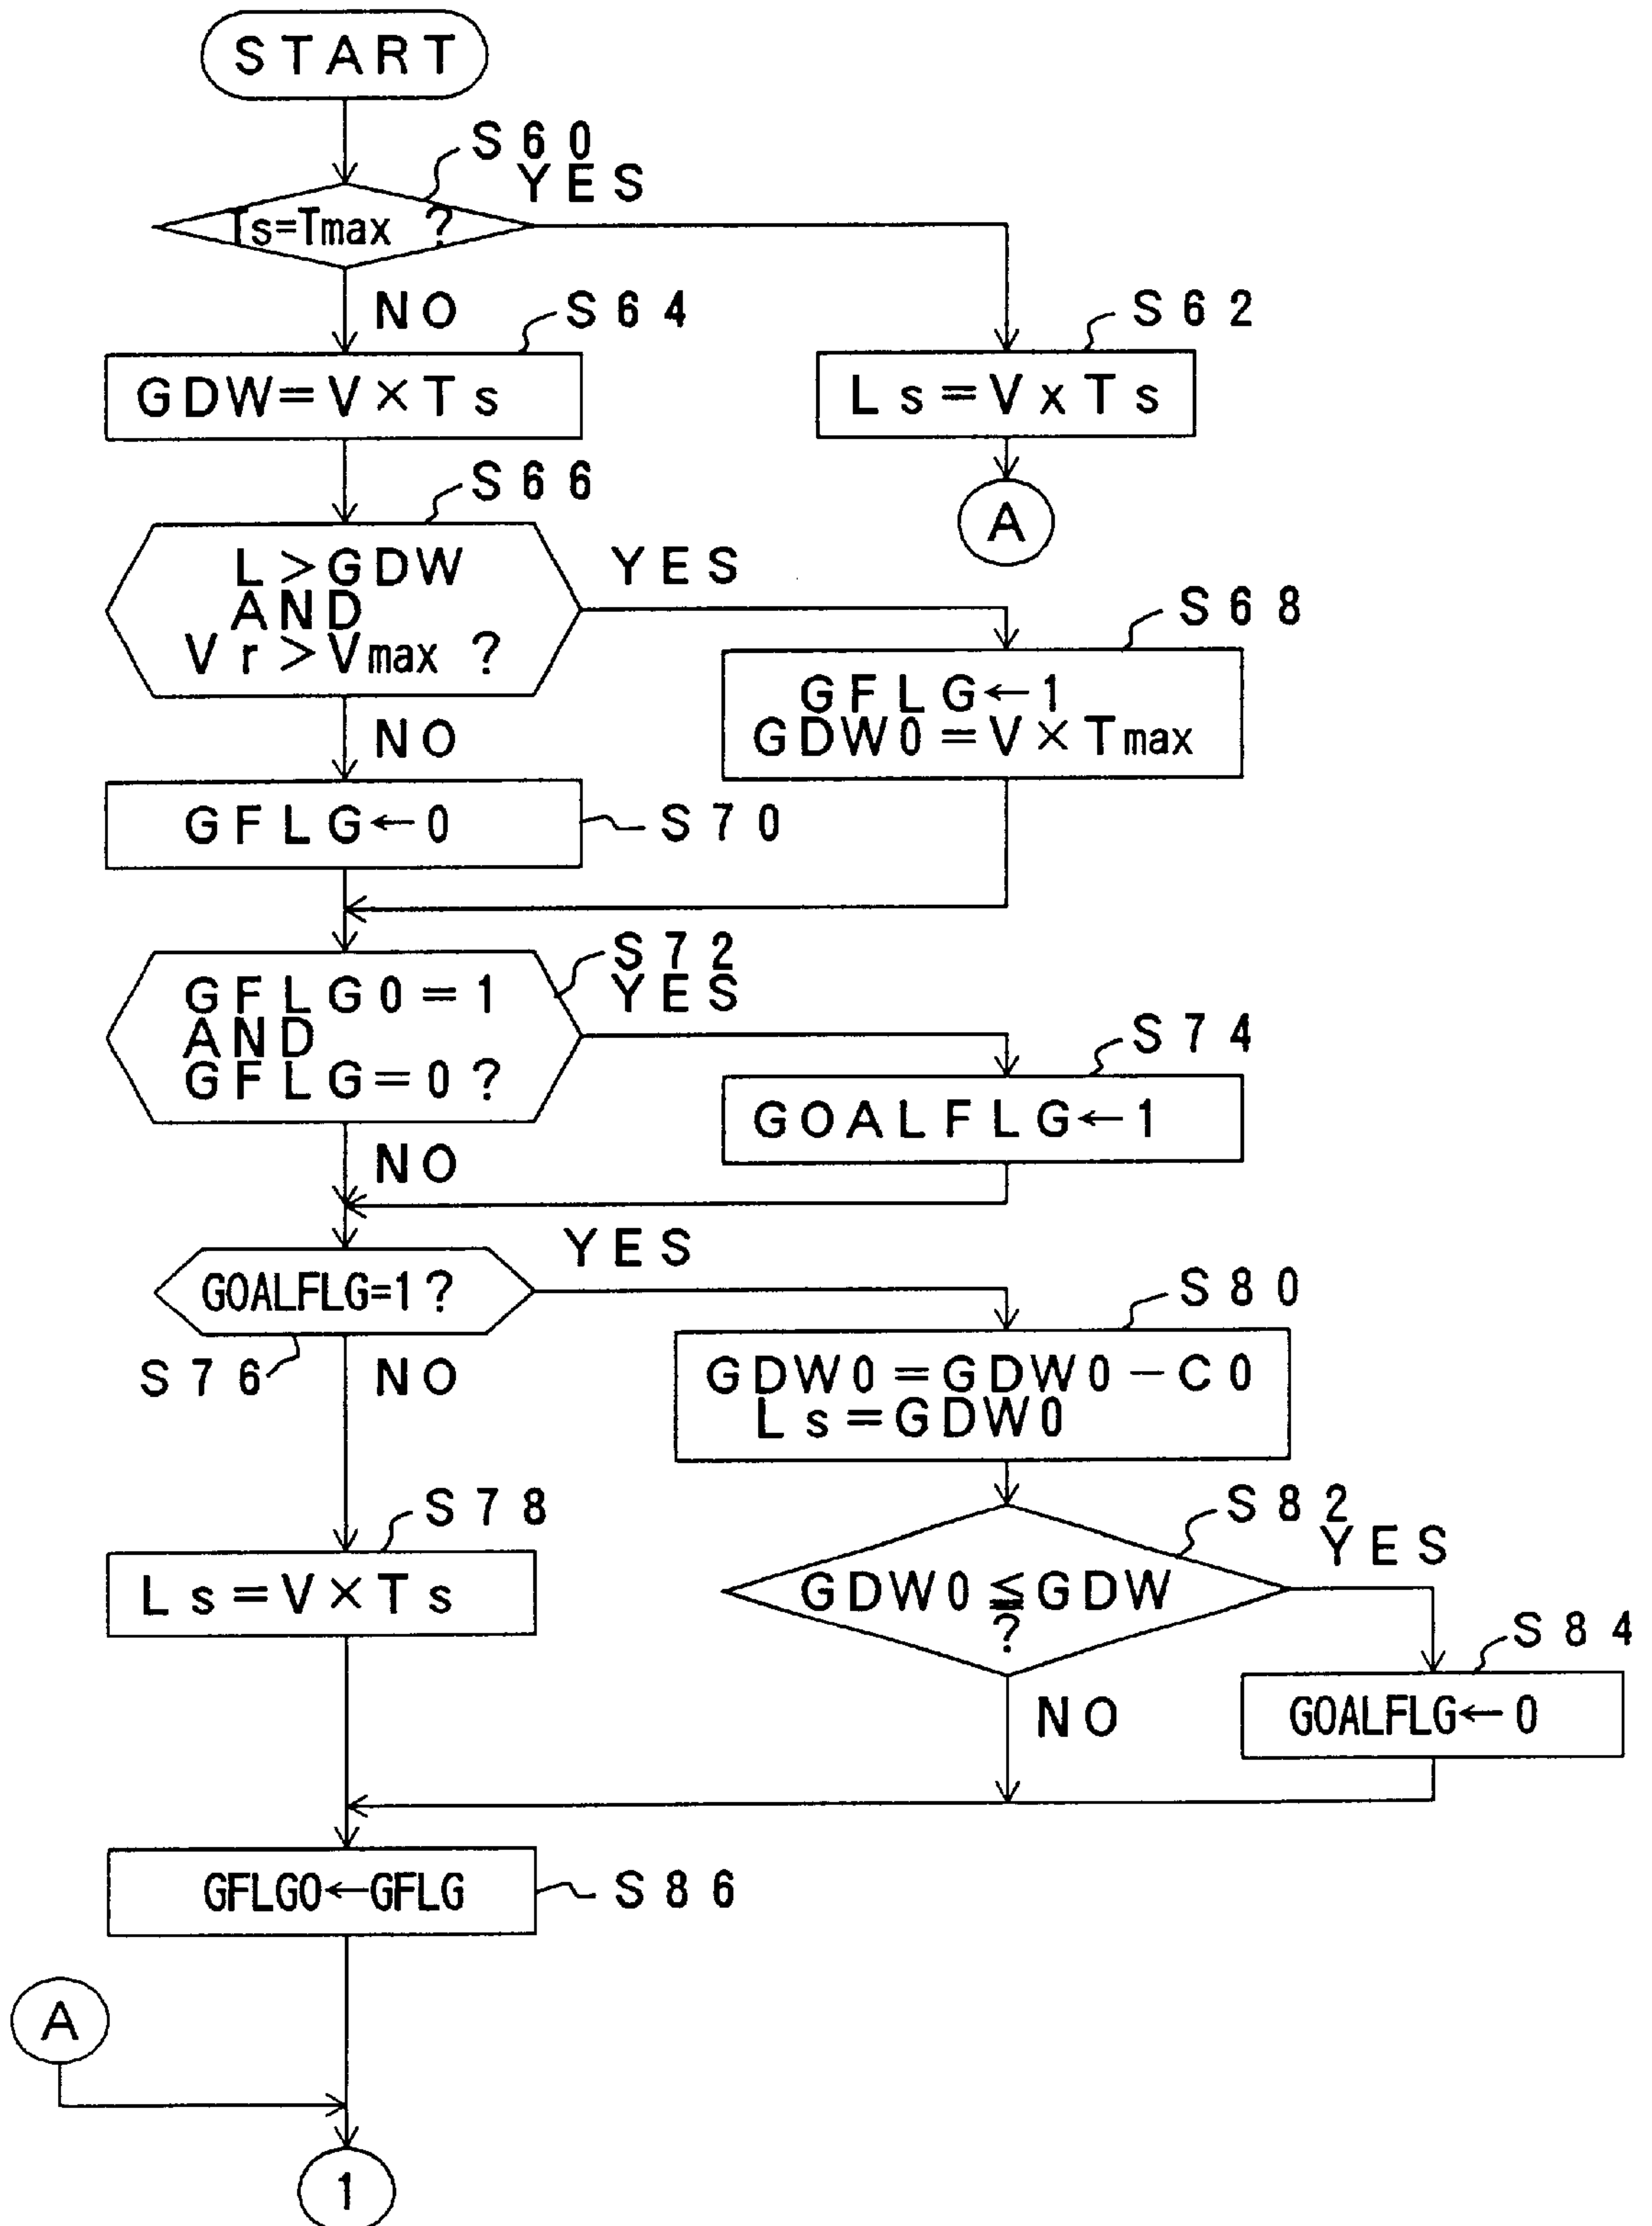 START
S60
YES
Ts=Tmax ?
NO
S64
S62
GDW=V×Ts
Ls=VxTs
S66
A
L>GDW
AND
Vr>Vmax ?
YES
S68
GFLG←1
GDW0=V×Tmax
NO
GFLG←0
S70
S72
YES
GFLG0=1
AND
GFLG=0?
S74
GOALFLG←1
NO
YES
GOALFLG=1?
S80
S76
NO
GDW0=GDW0-C0
Ls=GDW0
S78
S82
YES
Ls=V×Ts
GDW0≦GDW
?
S84
NO
GOALFLG←0
GFLG0←GFLG
S86
A
1